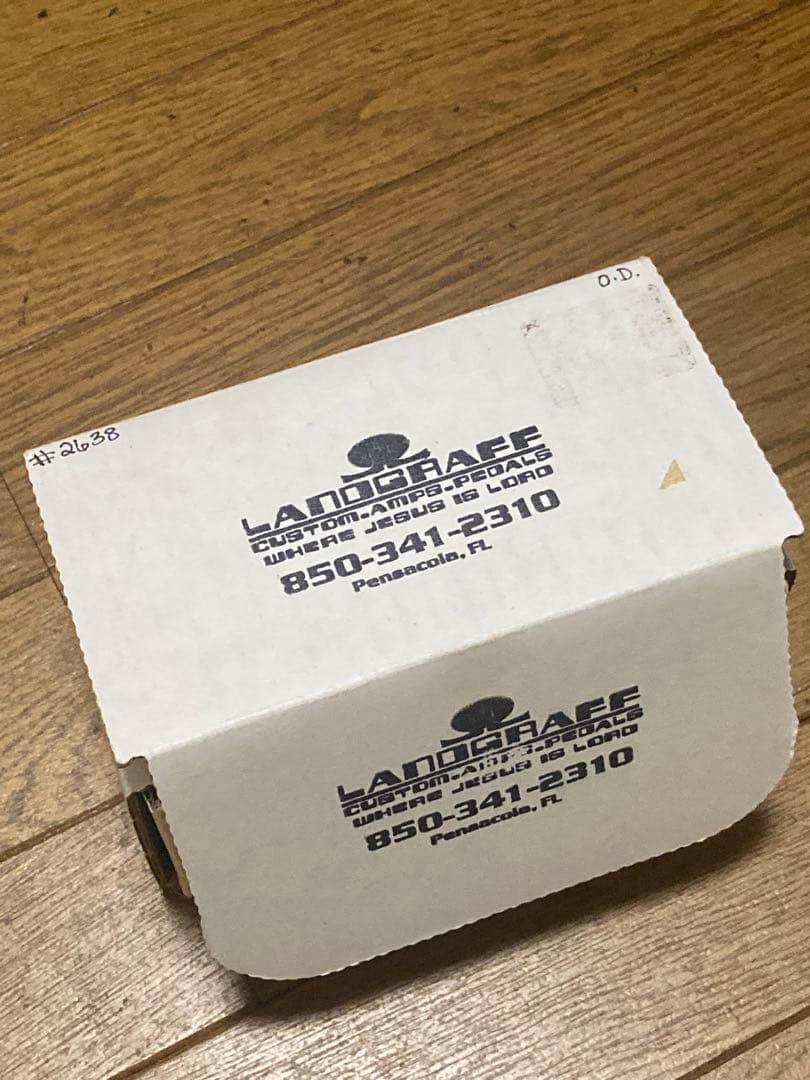 O.D.
#2638
LANDGRAFF
CUSTOM.AMPS.PEDALS
WHERE JESUS IS LORD
850-341-2310
Pensacola, FL
LANDGRAFF
CUSTOM.AMPS.PEDALS
WHERE JESUS IS LORD
850-341-2310
Pensacola, FL